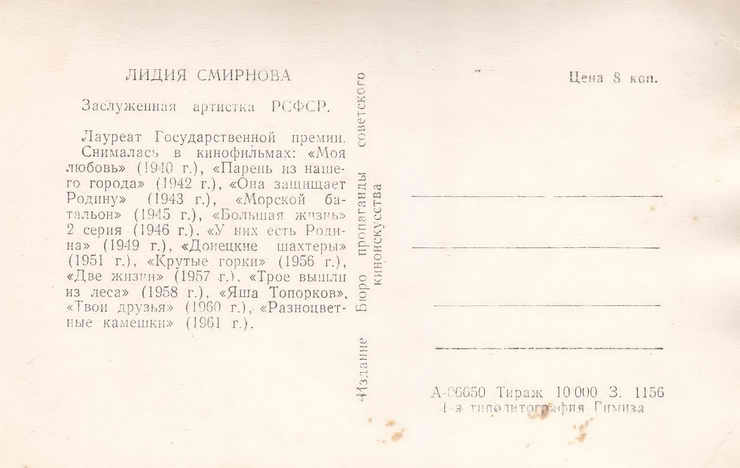 ЛИДИЯ СМИРНОВА
Заслуженная артистка РСФСР.
Лауреат Государственной премии.
Снималась в кинофильмах: «Моя
любовь» (1940 г.), «Парень из наше-
го города» (1942 г.), «Она защищает
Родину» (1943 г.), «Морской ба-
тальон» (1945 г.), «Большая жизнь»
2 серия (1946 г.). «У них есть Роди-
на» (1949 г.), «Донецкие шахтеры»
(1951 г.), «Крутые горки» (1956 г.),
«Две жизни» (1957 г.), «Трое вышли
из леса» (1958 г.), «Яша Топорков»,
«Твои друзья» (1960 г.), «Разноцвет-
ные камешки» (1961 г.).
Издание Бюро пропаганды советского
киноискусства
Цена 8 коп.
Тираж 10 000 З. 1156
типолитография